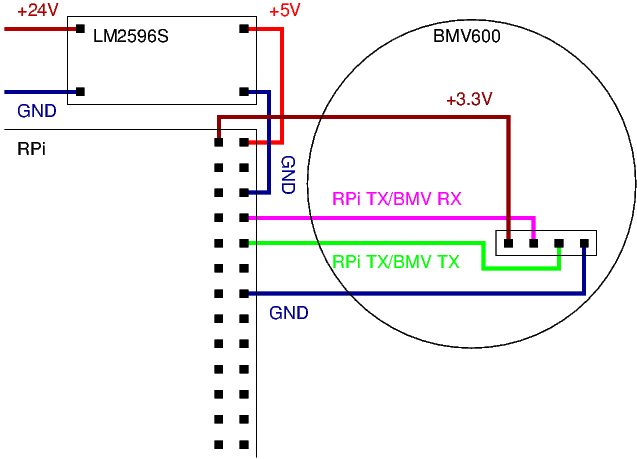 +24V
+5V
LM2596S
BMV600
GND
+3.3V
RPi
GND
RPi TX/BMV RX
RPi TX/BMV TX
GND